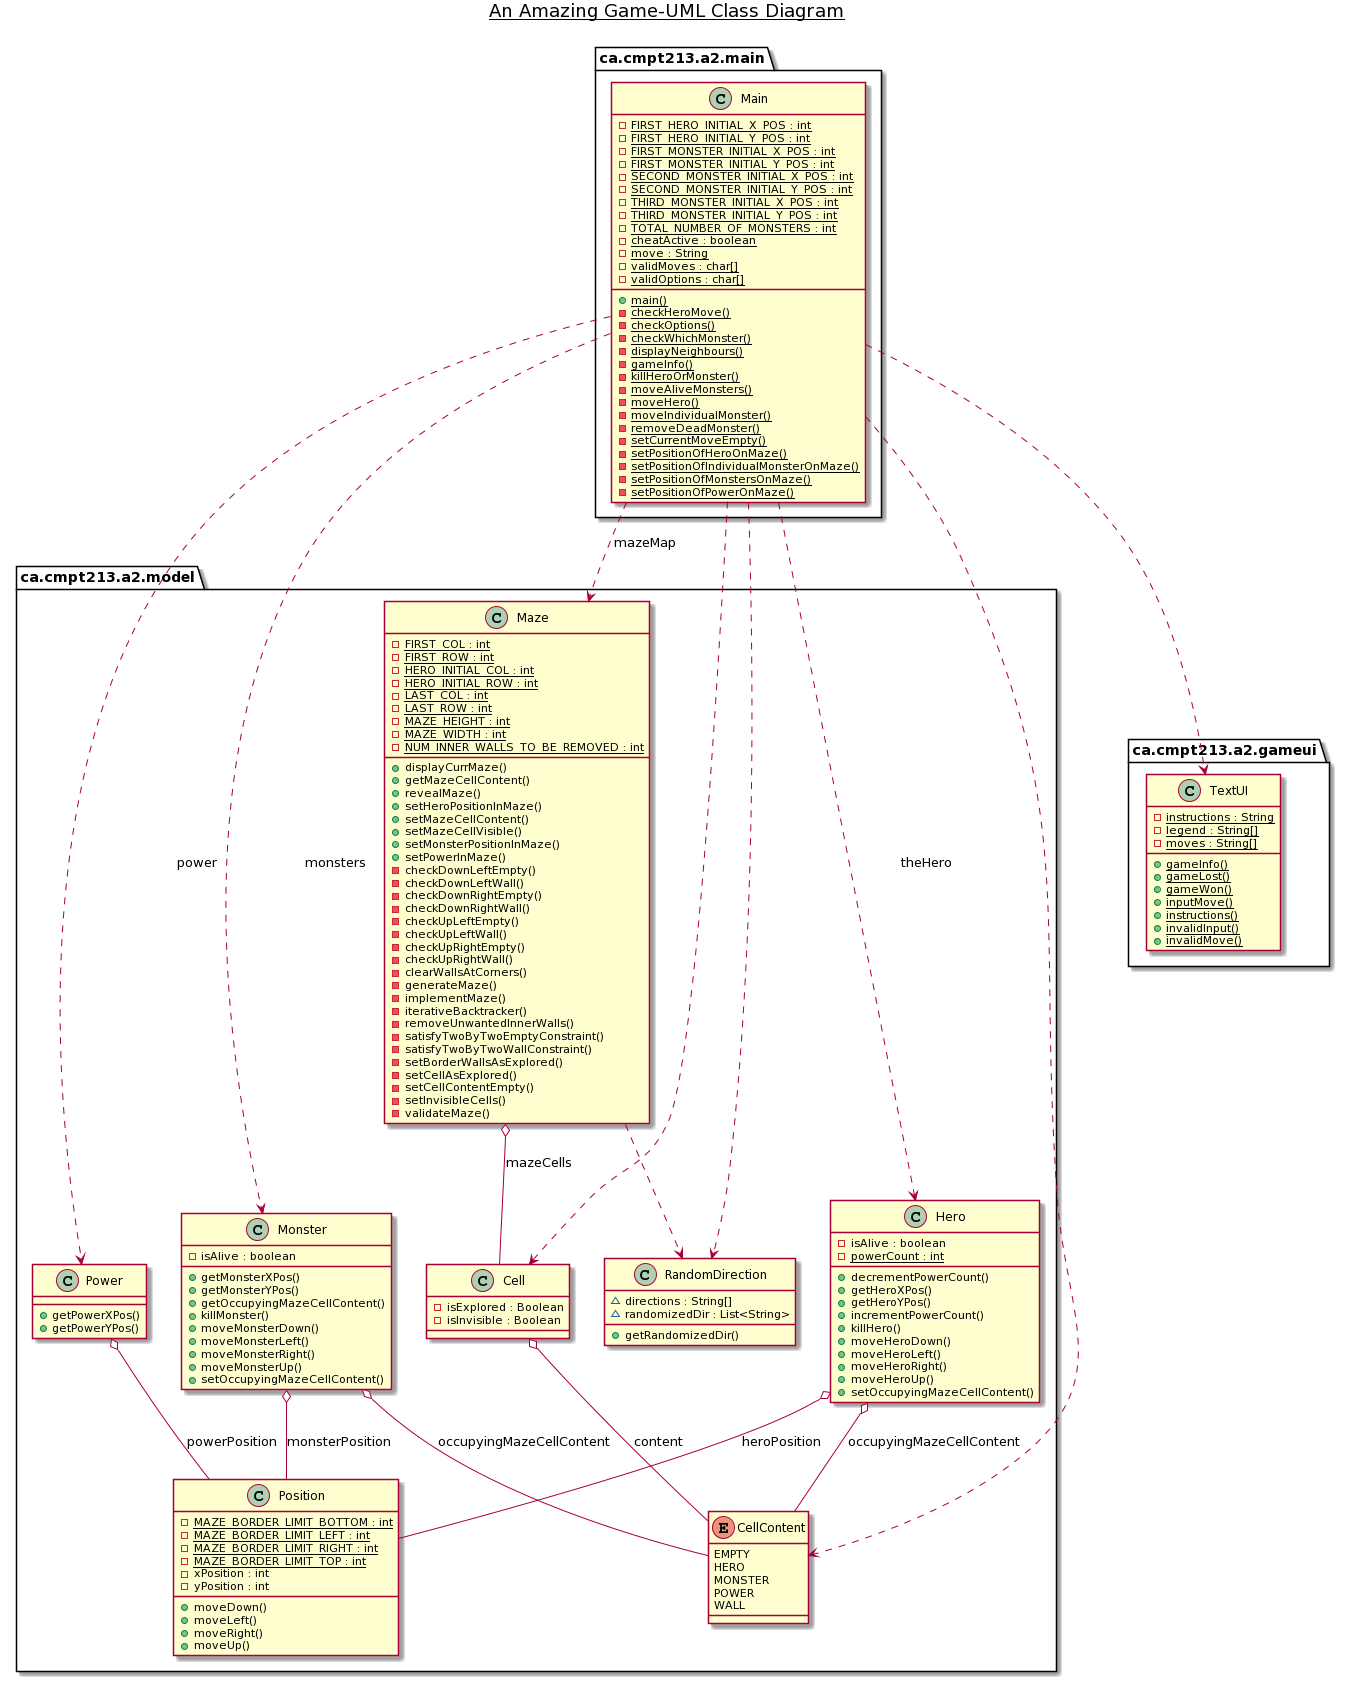 An Amazing Game-UML Class Diagram
ca.cmpt213.a2.main
C Main
FIRST_HERO_INITIAL_X_POS : int
FIRST_HERO_INITIAL_Y_POS : int
FIRST_MONSTER_INITIAL_X_POS : int
FIRST_MONSTER_INITIAL_Y_POS : int
SECOND_MONSTER_INITIAL_X_POS : int
SECOND_MONSTER_INITIAL_Y_POS : int
THIRD_MONSTER_INITIAL_X_POS : int
THIRD_MONSTER_INITIAL_Y_POS : int
TOTAL_NUMBER_OF_MONSTERS : int
cheatActive : boolean
move : String
validMoves : char[]
validOptions : char[]
main()
checkHeroMove()
checkOptions()
checkWhichMonster()
displayNeighbours()
gameInfo()
killHeroOrMonster()
moveAliveMonsters()
moveHero()
moveIndividualMonster()
removeDeadMonster()
setCurrentMoveEmpty()
setPositionOfHeroOnMaze()
setPositionOfIndividualMonsterOnMaze()
setPositionOfMonstersOnMaze()
setPositionOfPowerOnMaze()
mazeMap
ca.cmpt213.a2.model
C Maze
FIRST_COL : int
FIRST_ROW : int
HERO_INITIAL_COL : int
HERO_INITIAL_ROW : int
LAST_COL : int
LAST_ROW : int
MAZE_HEIGHT : int
MAZE_WIDTH : int
NUM_INNER_WALLS_TO_BE_REMOVED : int
displayCurrMaze()
getMazeCellContent()
revealMaze()
setHeroPositionInMaze()
setMazeCellContent()
setMazeCellVisible()
setMonsterPositionInMaze()
setPowerInMaze()
checkDownLeftEmpty()
checkDownLeftWall()
checkDownRightEmpty()
checkDownRightWall()
checkUpLeftEmpty()
checkUpLeftWall()
checkUpRightEmpty()
checkUpRightWall()
clearWallsAtCorners()
generateMaze()
implementMaze()
iterativeBacktracker()
removeUnwantedInnerWalls()
satisfyTwoByTwoEmptyConstraint()
satisfyTwoByTwoWallConstraint()
setBorderWallsAsExplored()
setCellAsExplored()
setCellContentEmpty()
setInvisibleCells()
validateMaze()
ca.cmpt213.a2.gameui
C TextUI
instructions : String
legend : String[]
moves : String[]
gameInfo()
gameLost()
gameWon()
inputMove()
instructions()
invalidInput()
invalidMove()
power
monsters
theHero
mazeCells
C Power
getPowerXPos()
getPowerYPos()
C Monster
isAlive : boolean
getMonsterXPos()
getMonsterYPos()
getOccupyingMazeCellContent()
killMonster()
moveMonsterDown()
moveMonsterLeft()
moveMonsterRight()
moveMonsterUp()
setOccupyingMazeCellContent()
C Cell
isExplored : Boolean
isInvisible : Boolean
C RandomDirection
directions : String[]
randomizedDir : List<String>
getRandomizedDir()
C Hero
isAlive : boolean
powerCount : int
decrementPowerCount()
getHeroXPos()
getHeroYPos()
incrementPowerCount()
killHero()
moveHeroDown()
moveHeroLeft()
moveHeroRight()
moveHeroUp()
setOccupyingMazeCellContent()
powerPosition
monsterPosition
occupyingMazeCellContent
content
heroPosition
occupyingMazeCellContent
C Position
MAZE_BORDER_LIMIT_BOTTOM : int
MAZE_BORDER_LIMIT_LEFT : int
MAZE_BORDER_LIMIT_RIGHT : int
MAZE_BORDER_LIMIT_TOP : int
xPosition : int
yPosition : int
moveDown()
moveLeft()
moveRight()
moveUp()
E CellContent
EMPTY
HERO
MONSTER
POWER
WALL